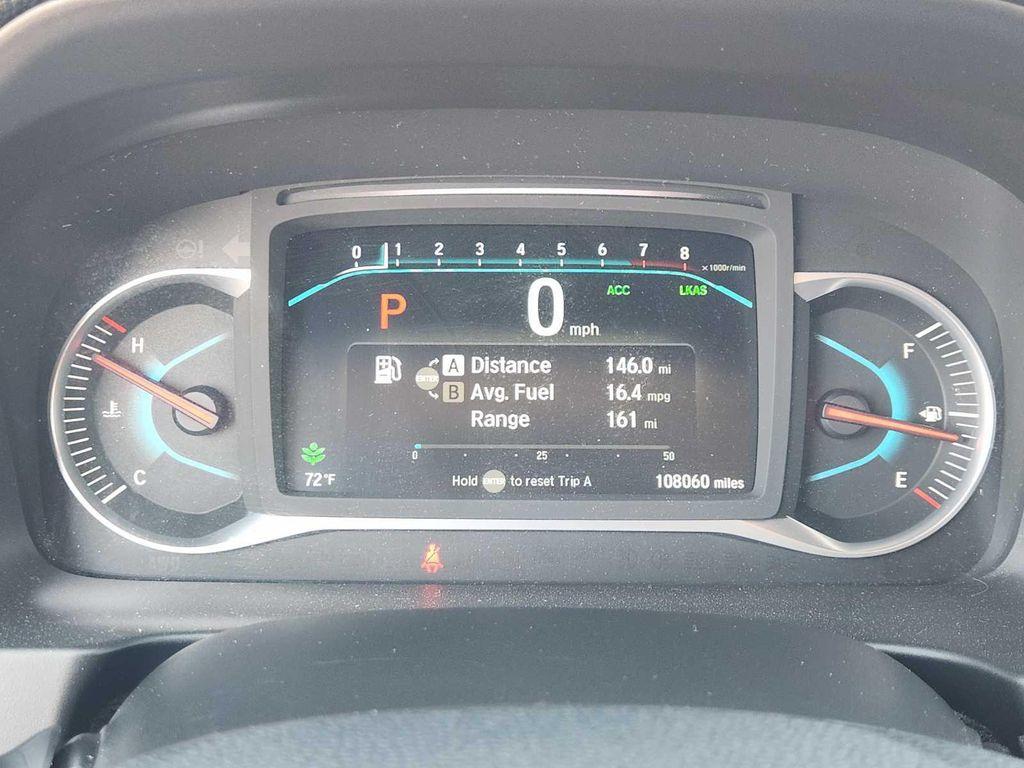 0 1 2 3 4 5 6 7 8
x1000r/min
ACC LKAS
P 0 mph
H
F
A Distance 146.0 mi
ENTER
B Avg. Fuel 16.4 mpg
Range 161 mi
0 25 50
C
E
72°F
Hold ENTER to reset Trip A
108060 miles